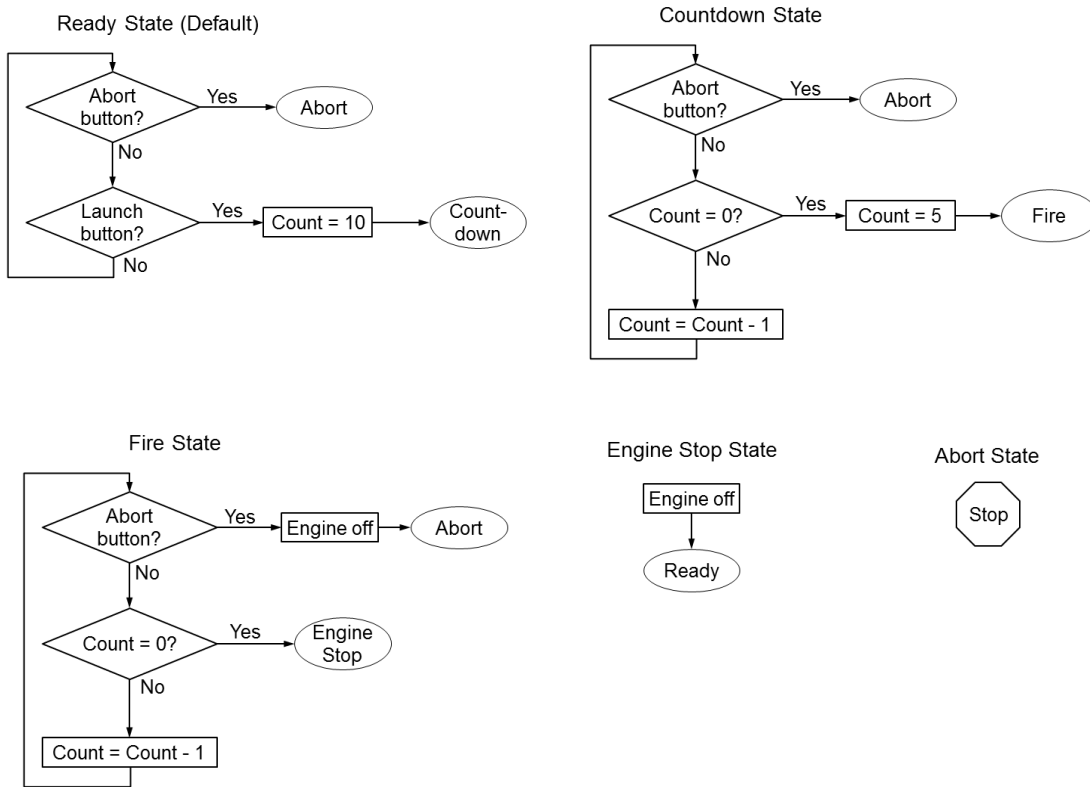 Ready State (Default)
Abort
button?
Yes
Abort
No
Launch
button?
Yes
Count = 10
Count-
down
No
Countdown State
Abort
button?
Yes
Abort
No
Count = 0?
Yes
Count = 5
Fire
No
Count = Count - 1
Fire State
Abort
button?
Yes
Engine off
Abort
No
Count = 0?
Yes
Engine
Stop
No
Count = Count - 1
Engine Stop State
Engine off
Ready
Abort State
Stop